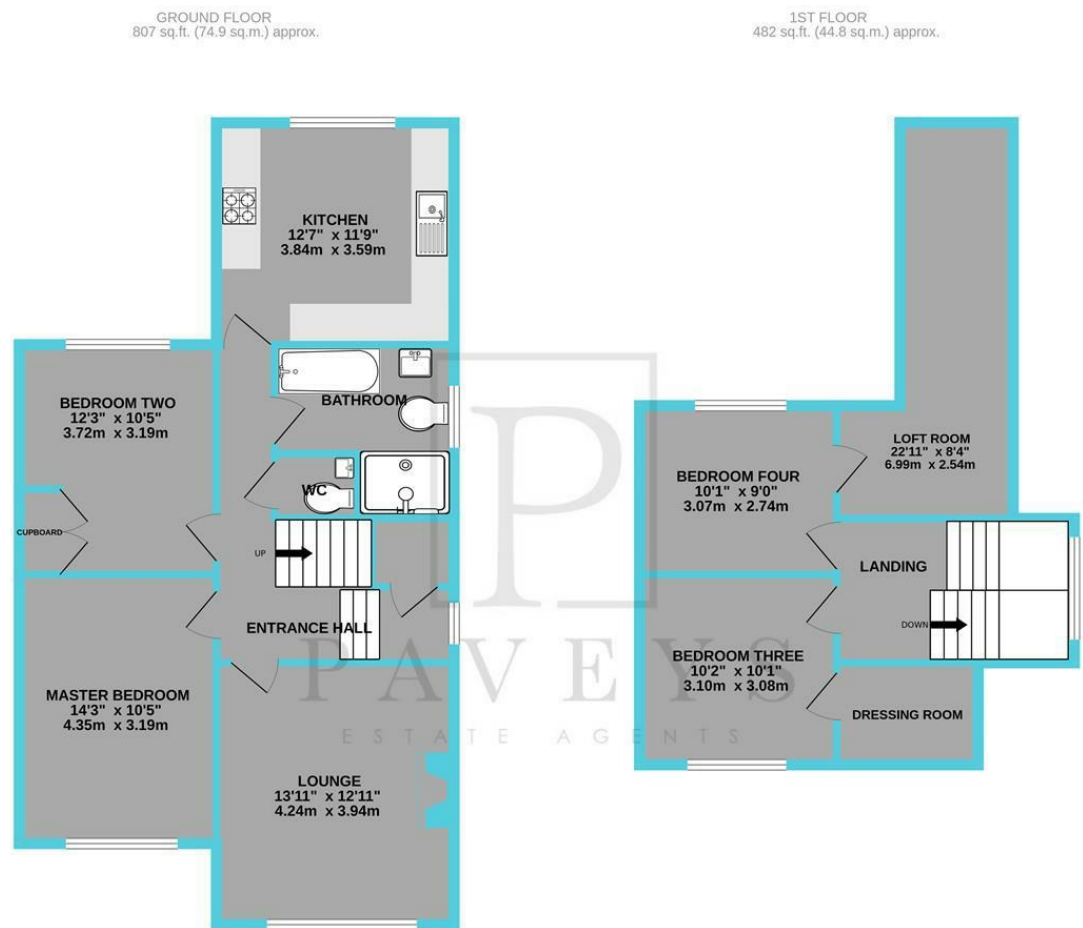 GROUND FLOOR
807 sq.ft. (74.9 sq.m.) approx.
1ST FLOOR
482 sq.ft. (44.8 sq.m.) approx.
KITCHEN
12'7" x 11'9"
3.84m x 3.59m
BEDROOM TWO
12'3" x 10'5"
3.72m x 3.19m
BATHROOM
WC
CUPBOARD
UP
ENTRANCE HALL
MASTER BEDROOM
14'3" x 10'5"
4.35m x 3.19m
LOUNGE
13'11" x 12'11"
4.24m x 3.94m
LOFT ROOM
22'11" x 8'4"
6.99m x 2.54m
BEDROOM FOUR
10'1" x 9'0"
3.07m x 2.74m
LANDING
DOWN
BEDROOM THREE
10'2" x 10'1"
3.10m x 3.08m
DRESSING ROOM
P
PAVEYS
ESTATE AGENTS